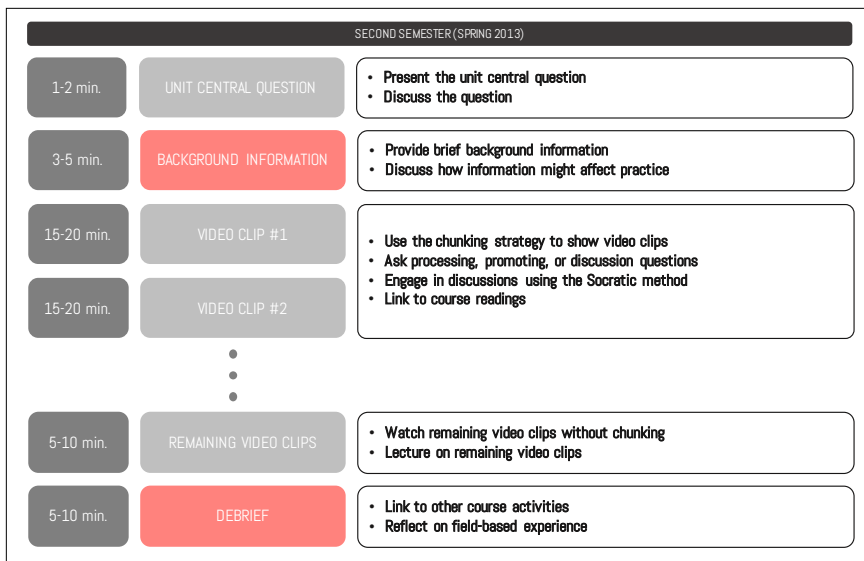 SECOND SEMESTER (SPRING 2013)
1-2 min.
UNIT CENTRAL QUESTION
• Present the unit central question
• Discuss the question
3-5 min.
BACKGROUND INFORMATION
• Provide brief background information
• Discuss how information might affect practice
15-20 min.
VIDEO CLIP #1
15-20 min.
VIDEO CLIP #2
• Use the chunking strategy to show video clips
• Ask processing, promoting, or discussion questions
• Engage in discussions using the Socratic method
• Link to course readings
5-10 min.
REMAINING VIDEO CLIPS
• Watch remaining video clips without chunking
• Lecture on remaining video clips
5-10 min.
DEBRIEF
• Link to other course activities
• Reflect on field-based experience